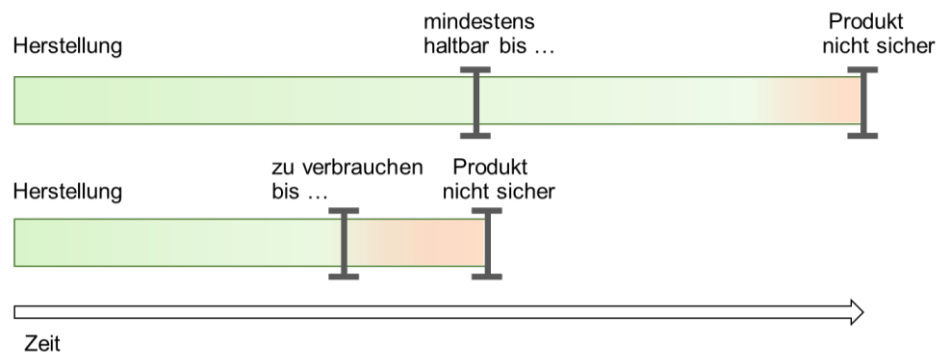 Herstellung
mindestens
haltbar bis …
Produkt
nicht sicher
Herstellung
zu verbrauchen
bis …
Produkt
nicht sicher
Zeit